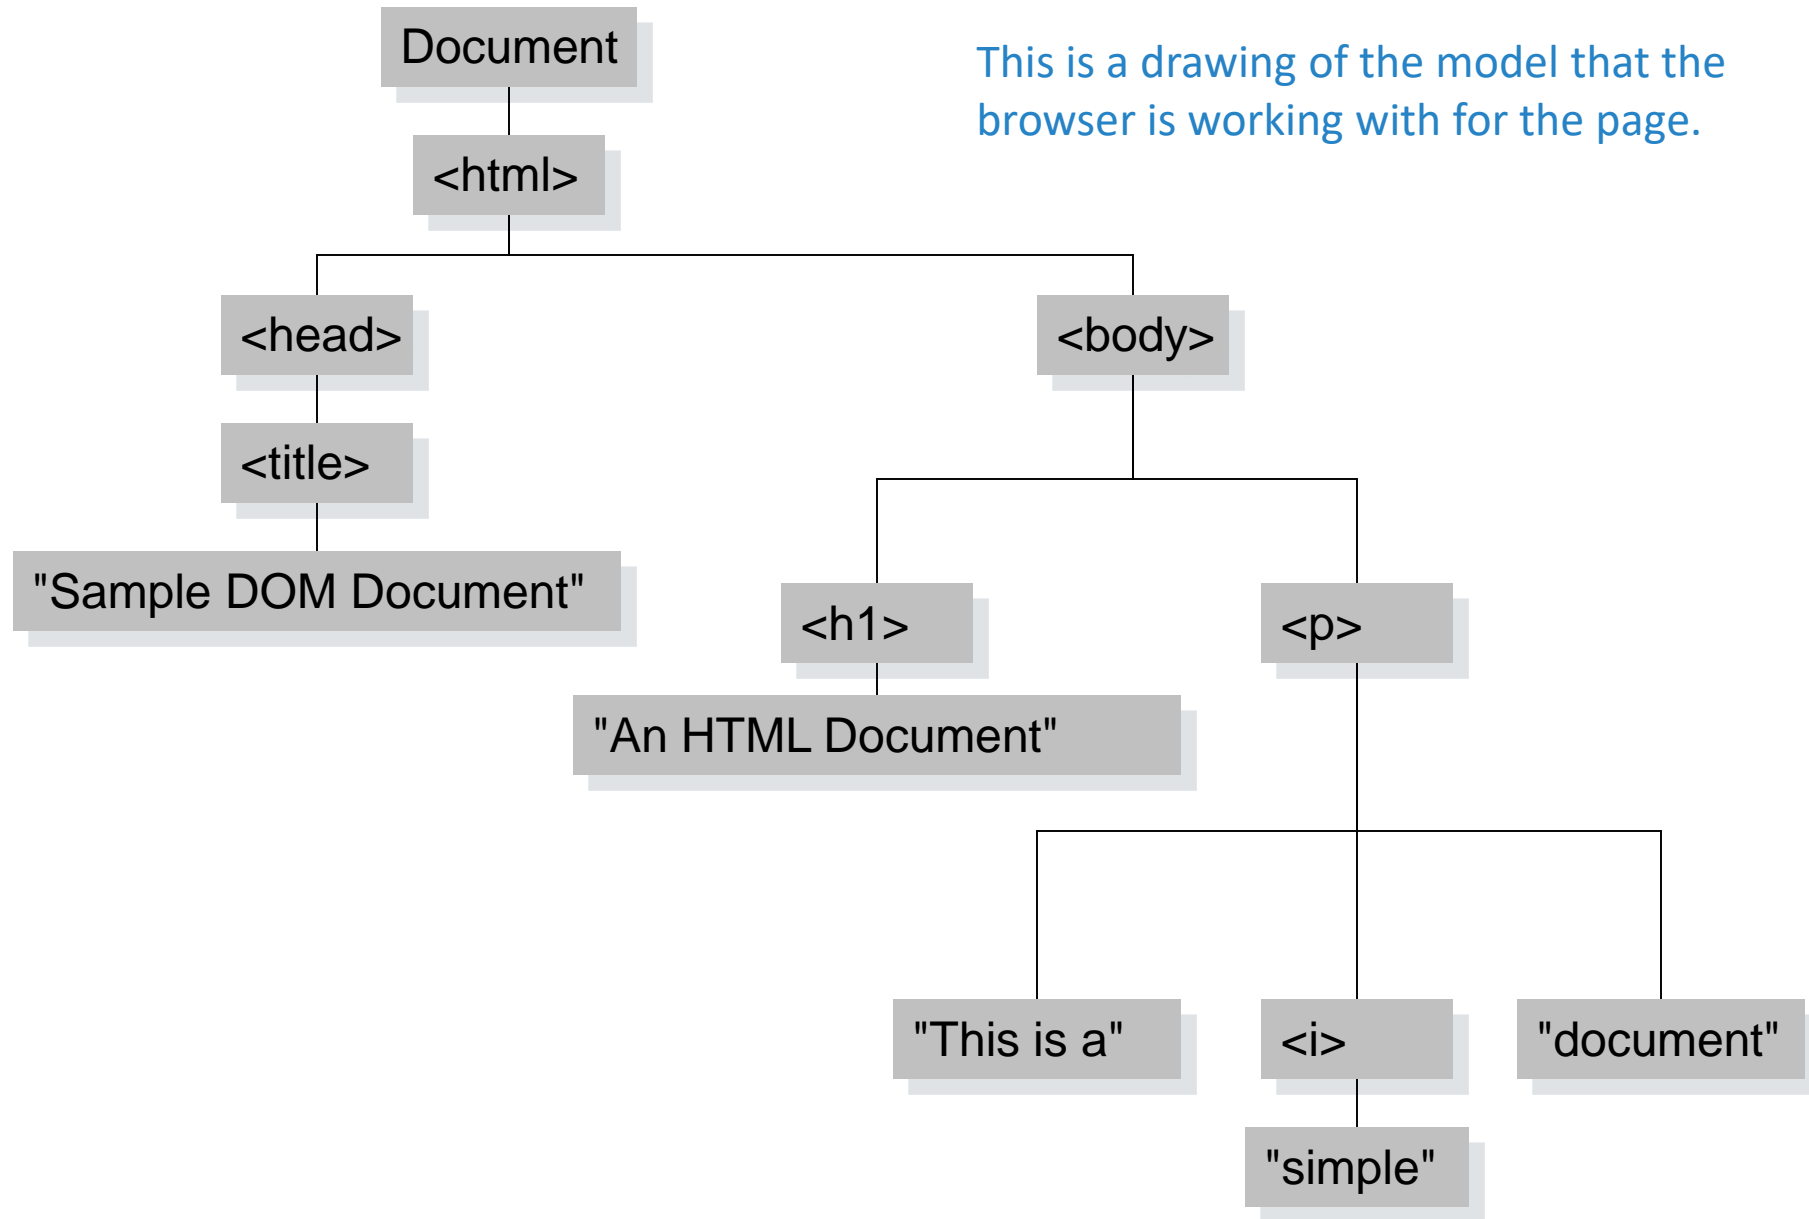 Document
This is a drawing of the model that the
browser is working with for the page.
<html>
<head>
<body>
<title>
"Sample DOM Document"
<h1>
<p>
"An HTML Document"
"This is a"
<i>
"document"
"simple"